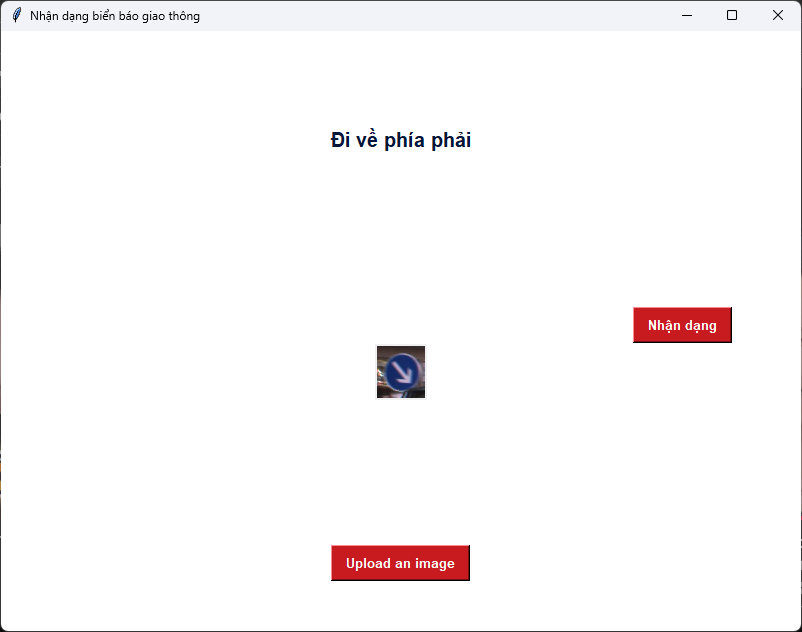 Nhận dạng biển báo giao thông
Đi về phía phải
Nhận dạng
Upload an image